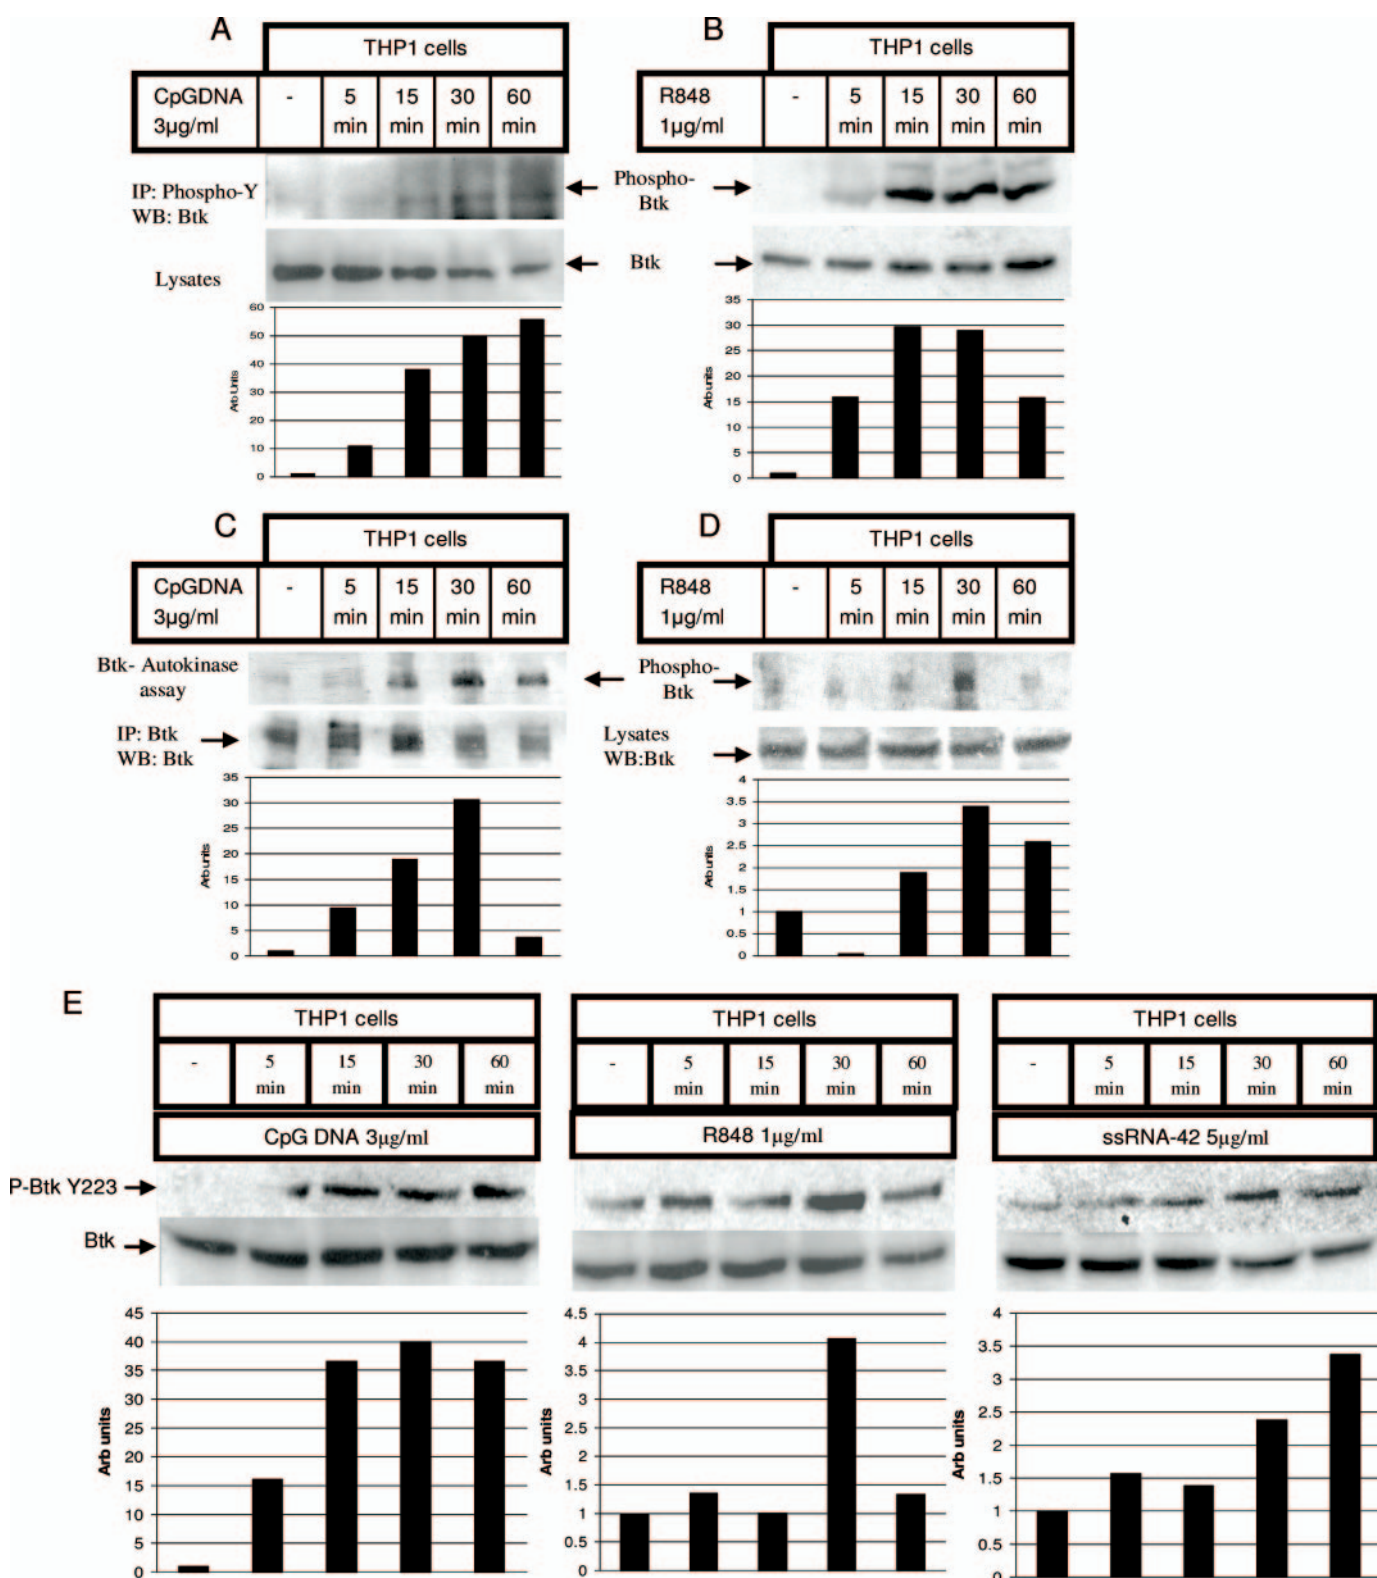 A
THP1 cells
CpGDNA - 5 15 30 60
3µg/ml min min min min
B
THP1 cells
R848 - 5 15 30 60
1µg/ml min min min min
IP: Phospho-Y
WB: Btk
Phospho-
Btk
Lysates
Btk
60
50
40
30
20
10
0
Arb Units
35
30
25
20
15
10
5
0
Arb units
C
THP1 cells
CpGDNA - 5 15 30 60
3µg/ml min min min min
D
THP1 cells
R848 - 5 15 30 60
1µg/ml min min min min
Btk- Autokinase
assay
Phospho-
Btk
IP: Btk
WB: Btk
Lysates
WB:Btk
35
30
25
20
15
10
5
0
Arb units
4
3.5
3
2.5
2
1.5
1
0.5
0
Arb units
E
THP1 cells
- 5 15 30 60
min min min min
CpG DNA 3µg/ml
THP1 cells
- 5 15 30 60
min min min min
R848 1µg/ml
THP1 cells
- 5 15 30 60
min min min min
ssRNA-42 5µg/ml
P-Btk Y223
Btk
45
40
35
30
25
20
15
10
5
0
Arb units
4.5
4
3.5
3
2.5
2
1.5
1
0.5
0
Arb units
4
3.5
3
2.5
2
1.5
1
0.5
0
Arb units